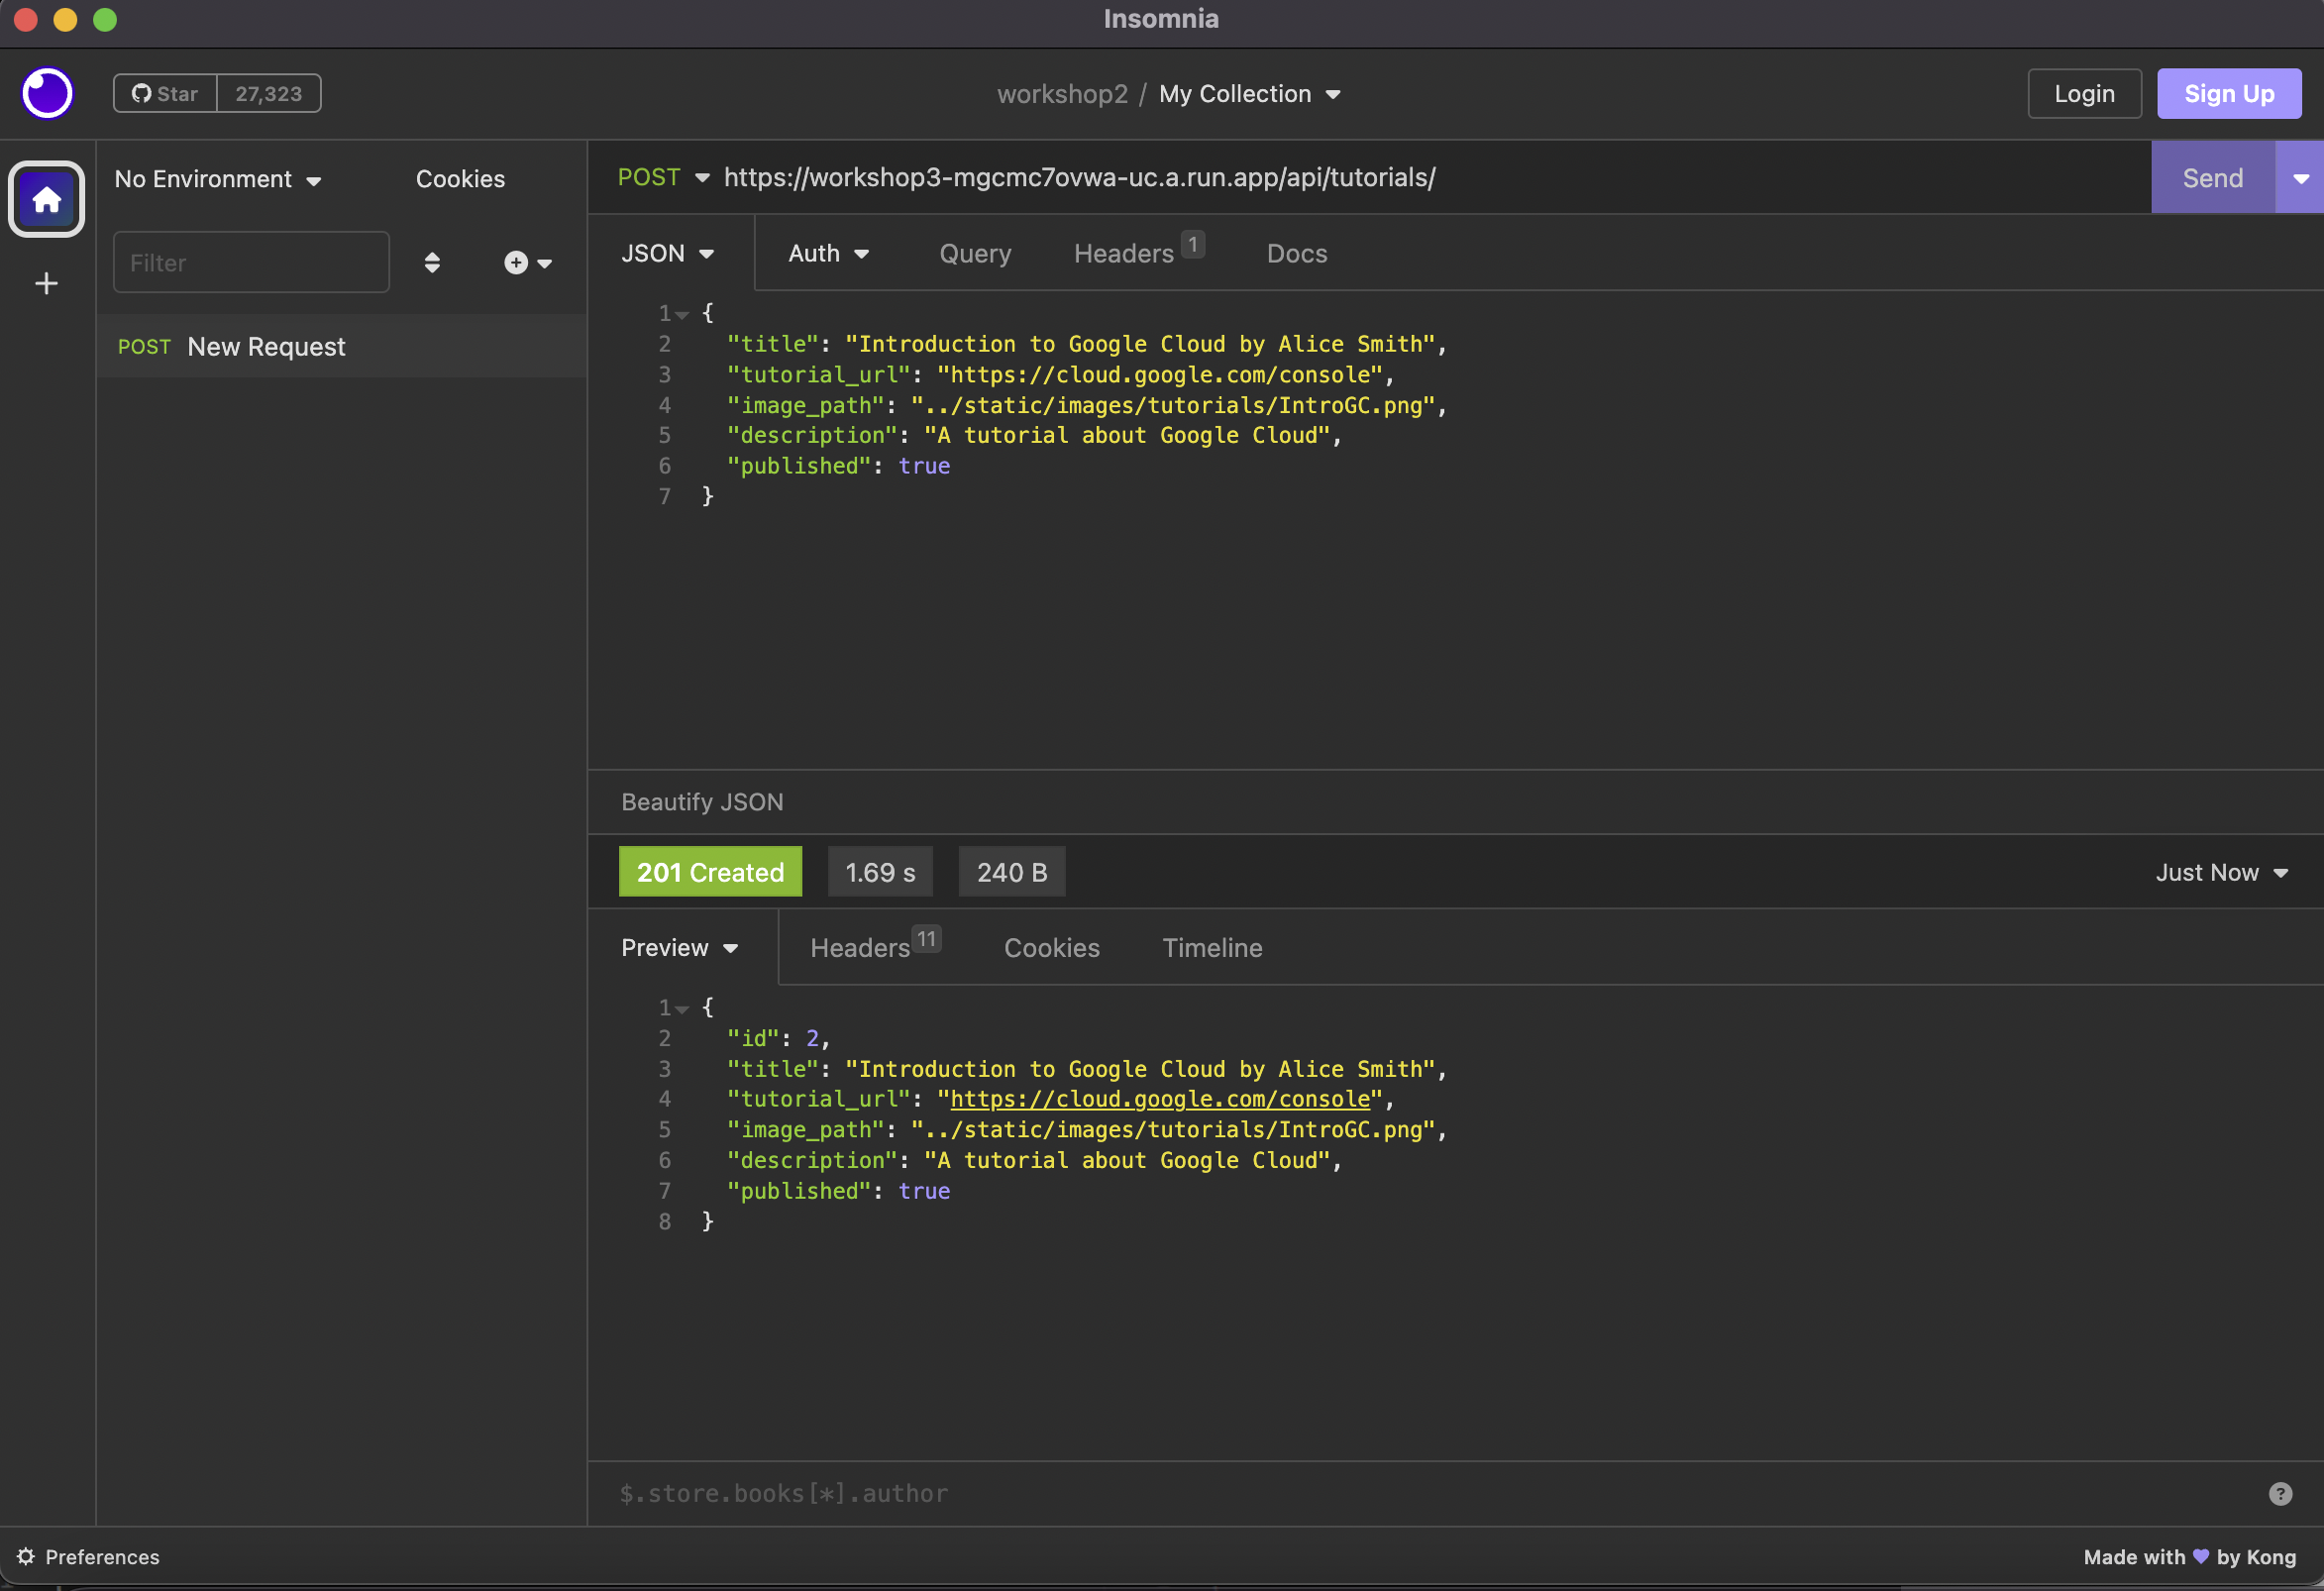 Insomnia
Star 27,323
workshop2 / My Collection
Login
Sign Up
No Environment
Cookies
Filter
POST New Request
POST https://workshop3-mgcmc7ovwa-uc.a.run.app/api/tutorials/
Send
JSON Auth Query Headers 1 Docs
1 {
2 "title": "Introduction to Google Cloud by Alice Smith",
3 "tutorial_url": "https://cloud.google.com/console",
4 "image_path": "../static/images/tutorials/IntroGC.png",
5 "description": "A tutorial about Google Cloud",
6 "published": true
7 }
Beautify JSON
201 Created 1.69 s 240 B
Just Now
Preview Headers 11 Cookies Timeline
1 {
2 "id": 2,
3 "title": "Introduction to Google Cloud by Alice Smith",
4 "tutorial_url": "https://cloud.google.com/console",
5 "image_path": "../static/images/tutorials/IntroGC.png",
6 "description": "A tutorial about Google Cloud",
7 "published": true
8 }
$.store.books[*].author
?
Preferences
Made with 💜 by Kong